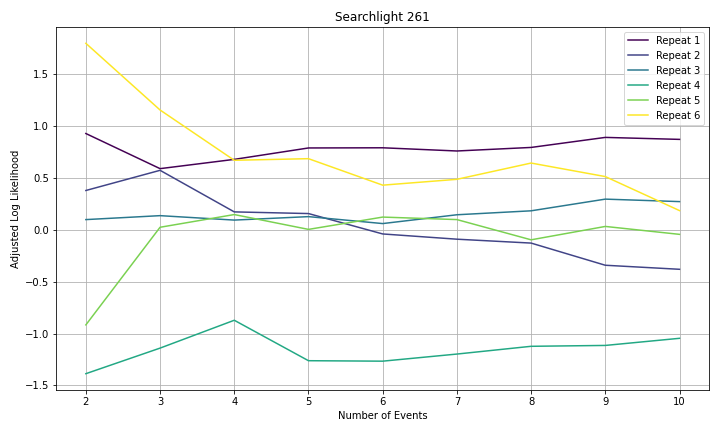 Searchlight 261
Adjusted Log Likelihood
1.5
1.0
0.5
0.0
−0.5
−1.0
−1.5
Repeat 1
Repeat 2
Repeat 3
Repeat 4
Repeat 5
Repeat 6
2 3 4 5 6 7 8 9 10
Number of Events